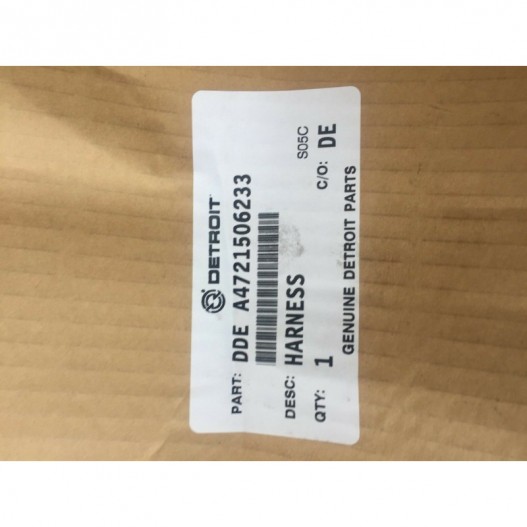 DETROIT
PART: DDE A4721506233
DESC: HARNESS S05C
QTY: 1 C/O: DE
GENUINE DETROIT PARTS